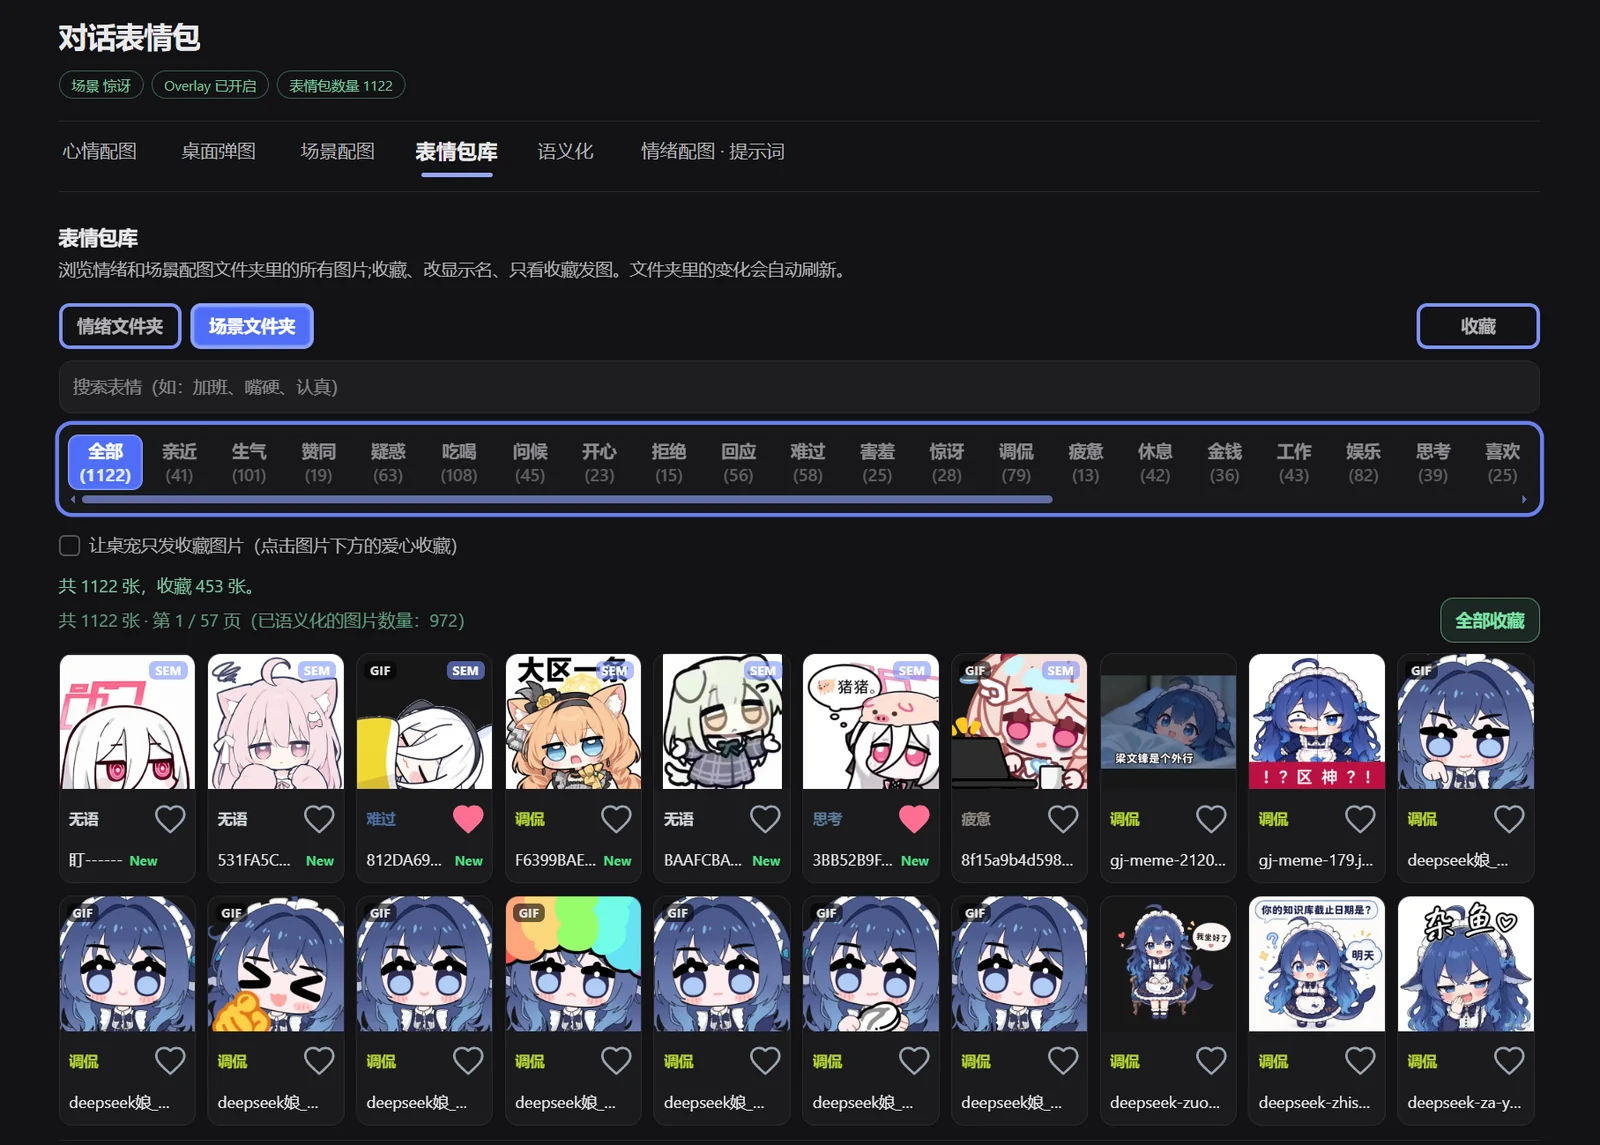 对话表情包
场景 惊讶
Overlay 已开启
表情包数量 1122
心情配图
桌面弹图
场景配图
表情包库
语义化
情绪配图 · 提示词
表情包库
浏览情绪和场景配图文件夹里的所有图片;收藏、改显示名、只看收藏发图。文件夹里的变化会自动刷新。
情绪文件夹
场景文件夹
收藏
搜索表情（如：加班、嘴硬、认真）
全部 亲近 生气 赞同 疑惑 吃喝 问候 开心 拒绝 回应 难过 害羞 惊讶 调侃 疲惫 休息 金钱 工作 娱乐 思考 喜欢
(1122) (41) (101) (19) (63) (108) (45) (23) (15) (56) (58) (25) (28) (79) (13) (42) (36) (43) (82) (39) (25)
让桌宠只发收藏图片（点击图片下方的爱心收藏）
共 1122 张，收藏 453 张。
共 1122 张 · 第 1 / 57 页（已语义化的图片数量：972）
全部收藏
SEM
SEM
GIF SEM
大区一条
SEM
SEM
猪猪。
SEM
GIF SEM
梁文锋是个外行
！？区神？！
GIF
无语
无语
难过
调侃
无语
思考
疲惫
调侃
调侃
调侃
盯------ New
531FA5C... New
812DA69... New
F6399BAE... New
BAAFCBA... New
3BB52B9F... New
8f15a9b4d598...
gj-meme-2120...
gj-meme-179.j...
deepseek娘_...
GIF
GIF
GIF
GIF
GIF
GIF
GIF
我坐好了
你的知识库截止日期是?
明天
杂鱼
调侃
调侃
调侃
调侃
调侃
调侃
调侃
调侃
调侃
调侃
deepseek娘_...
deepseek娘_...
deepseek娘_...
deepseek娘_...
deepseek娘_...
deepseek娘_...
deepseek娘_...
deepseek-zuo...
deepseek-zhis...
deepseek-za-y...